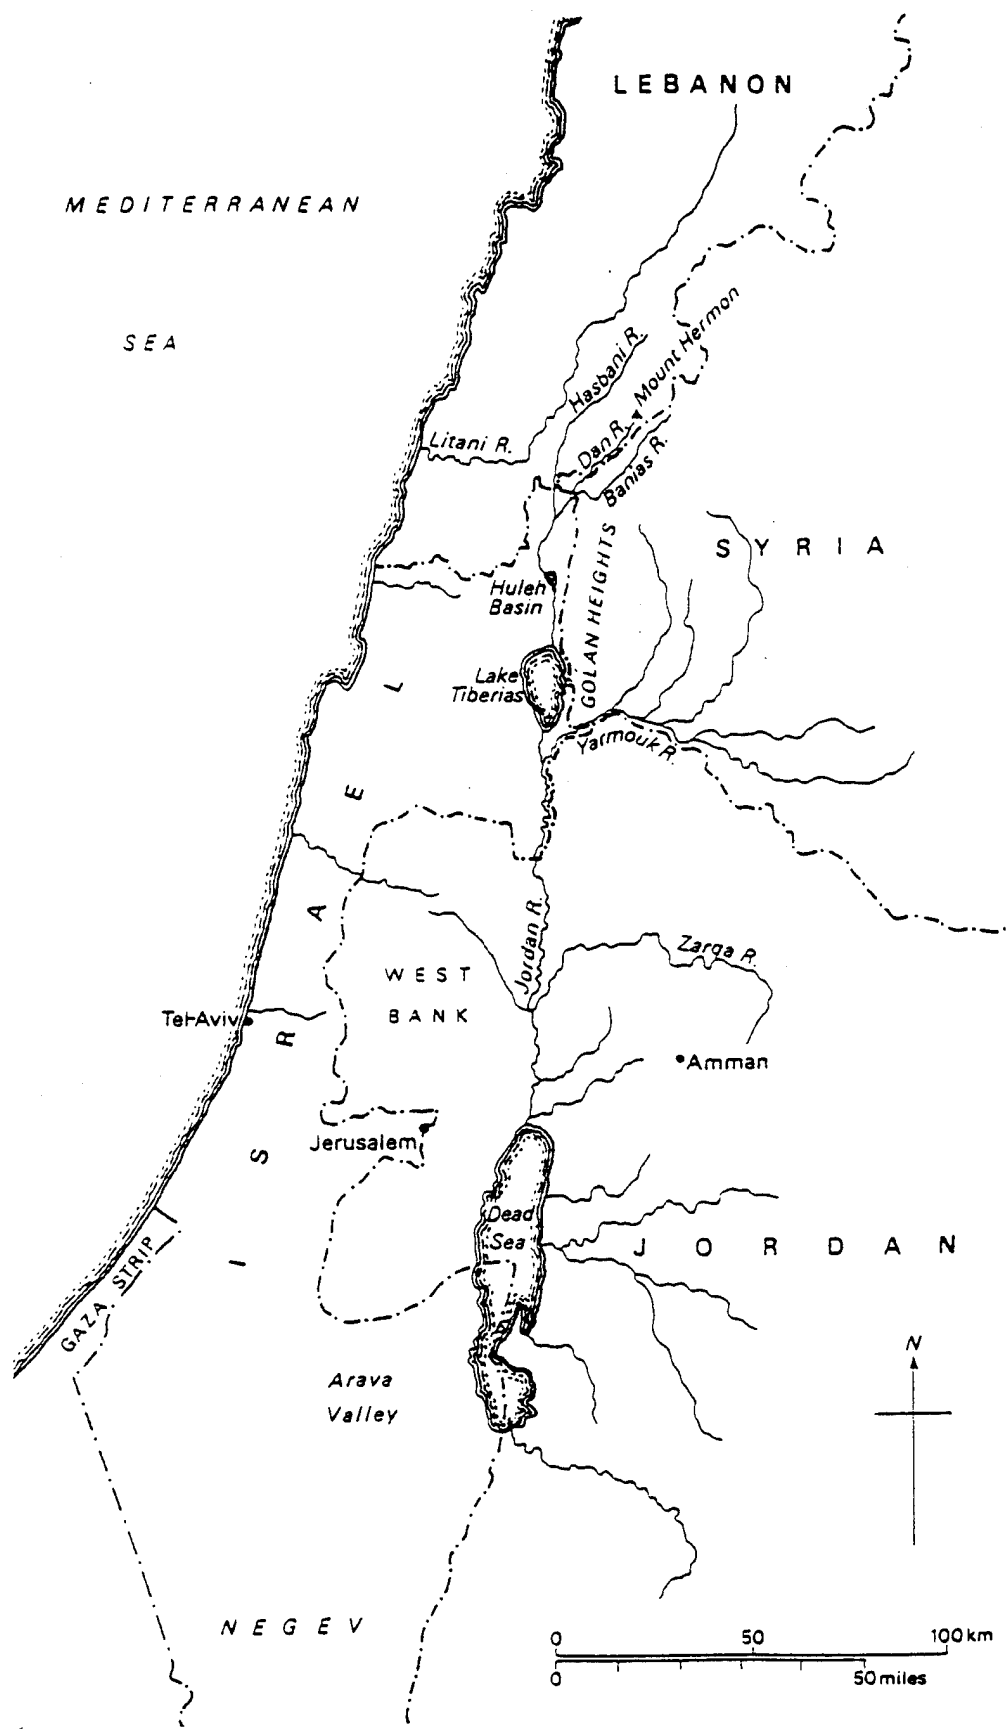 LEBANON
MEDITERRANEAN
SEA
Mount Hermon
Hasbani R.
Dan R.
Litani R.
Banias R.
SYRIA
GOLAN HEIGHTS
Huleh
Basin
Lake
Tiberias
Yarmouk R.
ISRAEL
Jordan R.
Zarqa R.
WEST
BANK
Tel-Aviv
Amman
Jerusalem
Dead
Sea
JORDAN
GAZA STRIP
N
Arava
Valley
NEGEV
0 50 100 km
0 50 miles